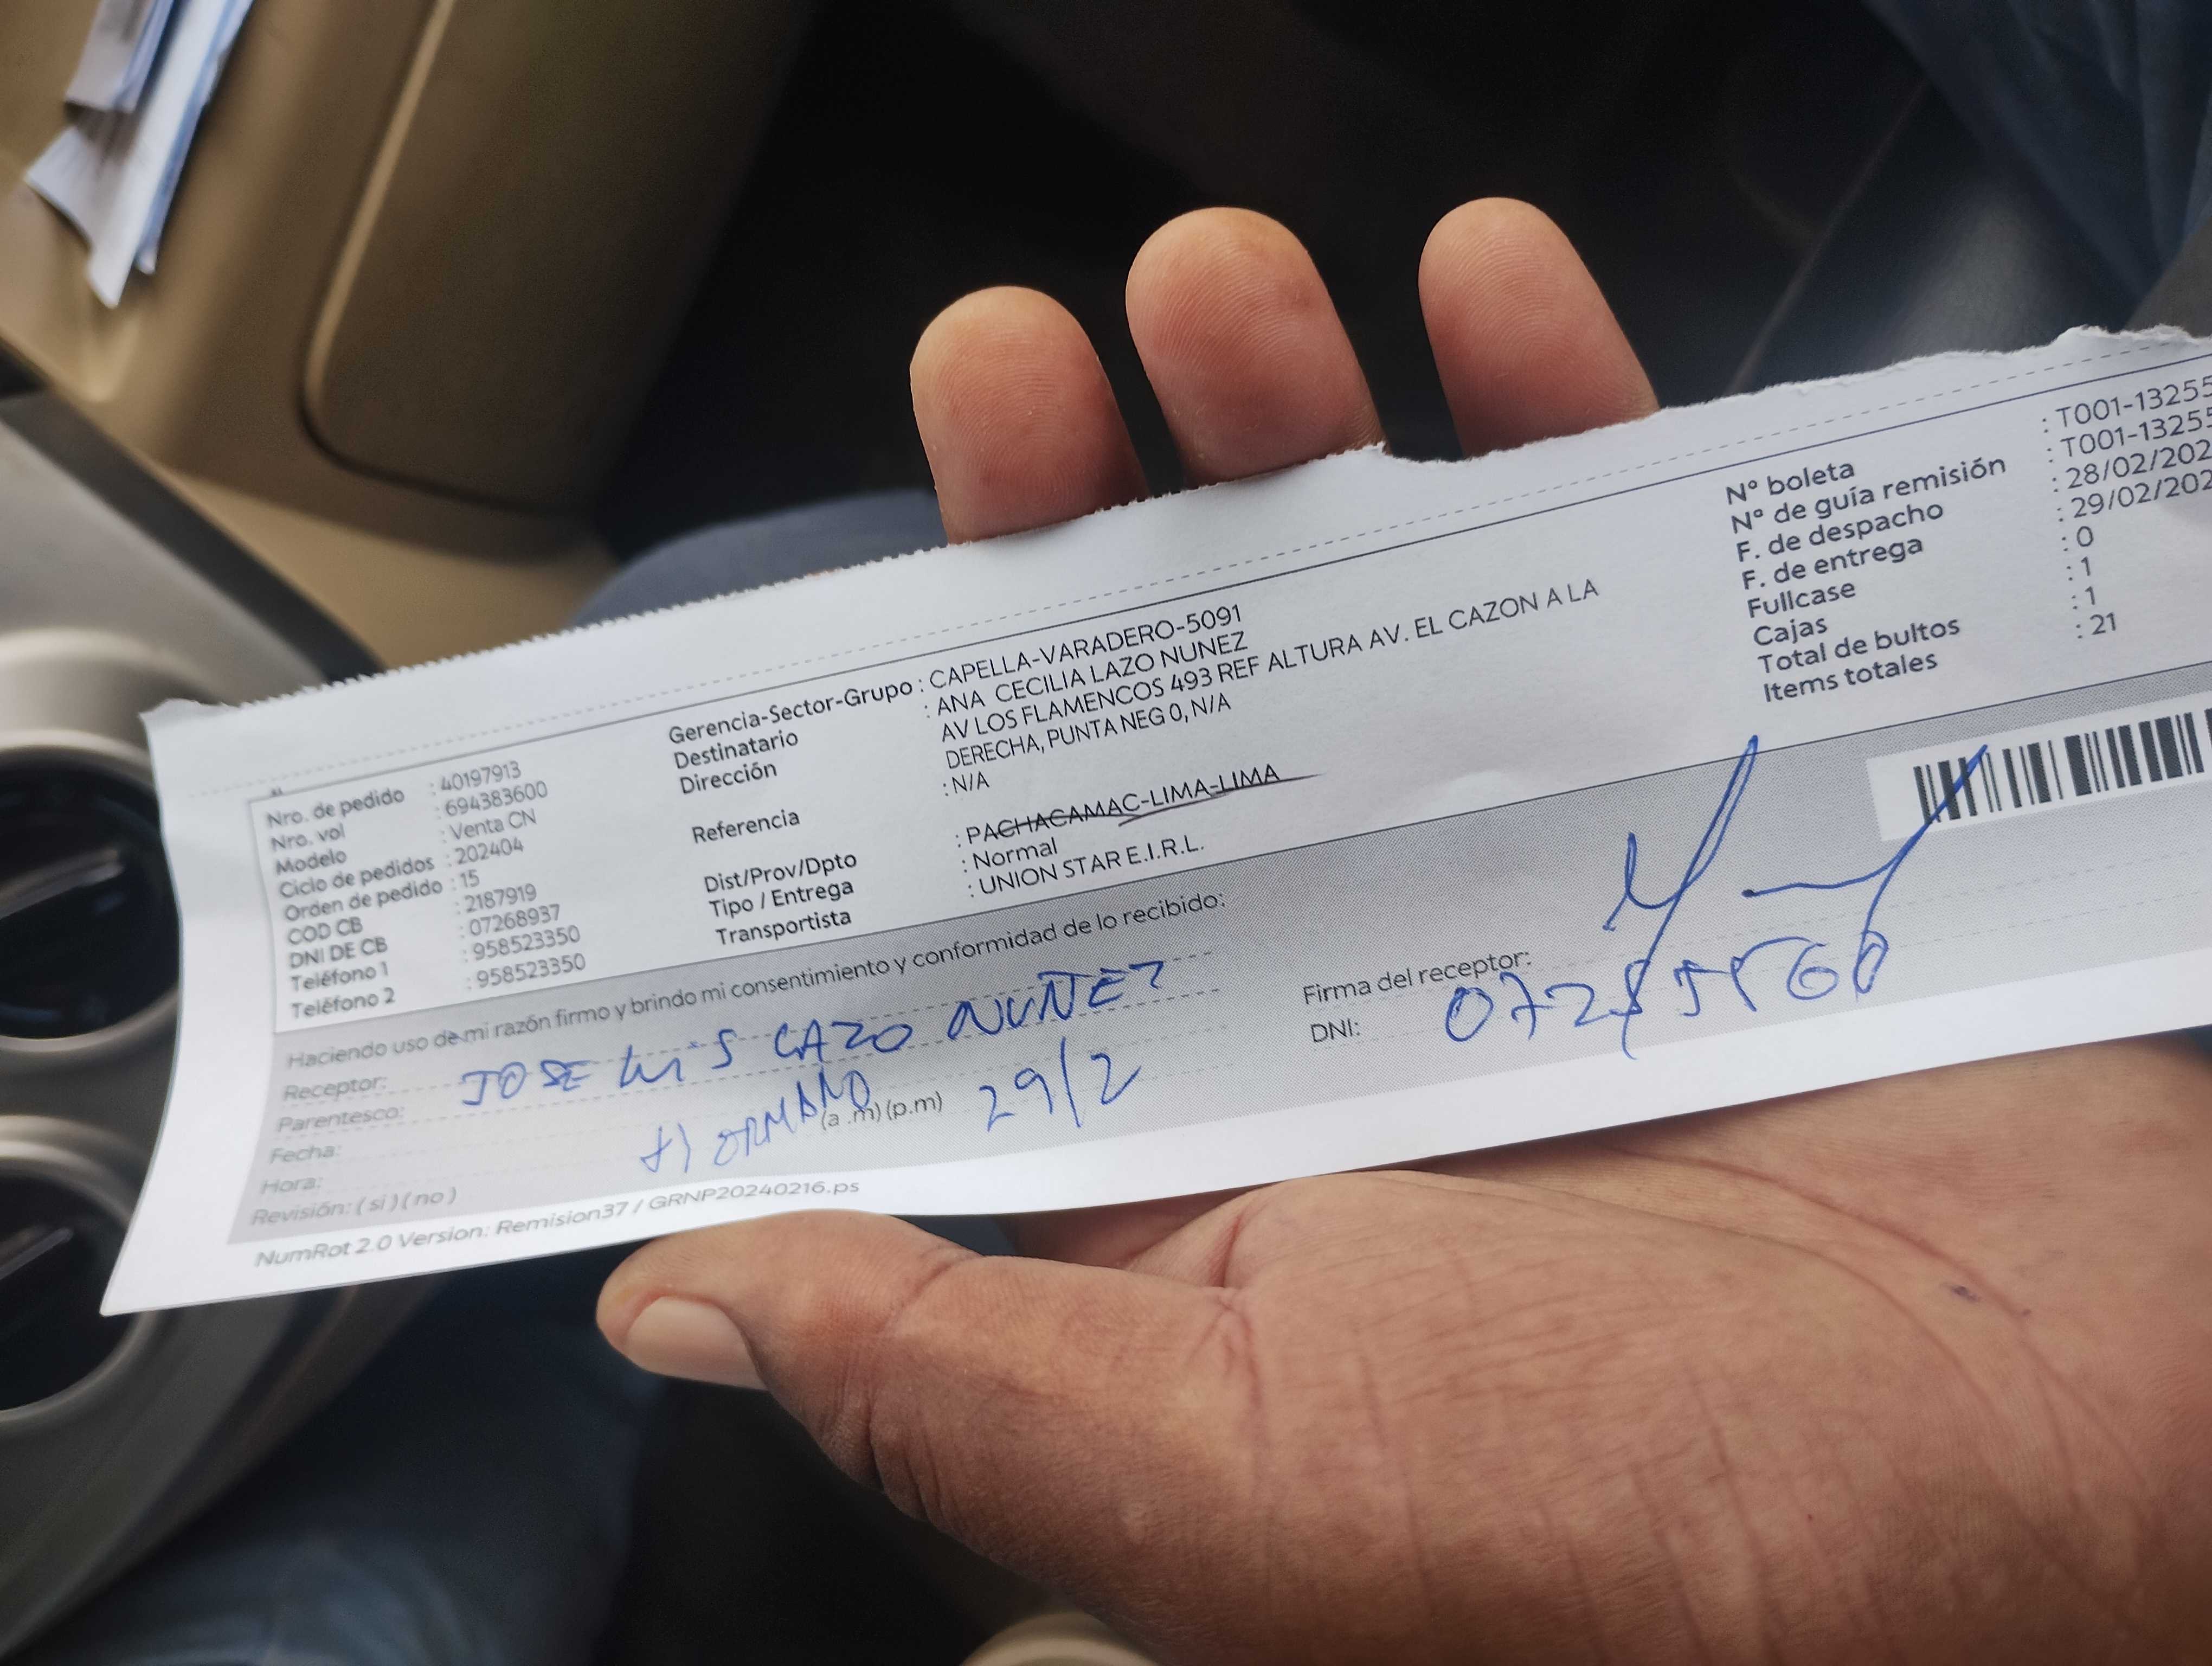 Nro. de pedido : 40197913
Nro. vol : 694383600
Modelo : Venta CN
Ciclo de pedidos : 202404
Orden de pedido : 15
COD CB : 2187919
DNI DE CB : 07268937
Teléfono 1 : 958523350
Teléfono 2 : 958523350
Gerencia-Sector-Grupo : CAPELLA-VARADERO-5091
Destinatario : ANA CECILIA LAZO NUNEZ
Dirección AV LOS FLAMENCOS 493 REF ALTURA AV. EL CAZON A LA
DERECHA, PUNTA NEG 0, N/A
Referencia : N/A
Dist/Prov/Dpto : PACHACAMAC-LIMA-LIMA
Tipo / Entrega : Normal
Transportista : UNION STAR E.I.R.L.
N° boleta : T001-13255
N° de guía remisión : T001-13255
F. de despacho : 28/02/202
F. de entrega : 29/02/202
Fullcase : 0
Cajas : 1
Total de bultos : 1
Items totales : 21
Haciendo uso de mi razón firmo y brindo mi consentimiento y conformidad de lo recibido:
Receptor: JOSE LUIS LAZO NUÑEZ
Parentesco: HERMANO
Fecha: 29/2
Hora: (a .m) (p.m)
Revisión: ( si ) ( no )
Firma del receptor:
DNI:
NumRot 2.0 Version: Remision37 / GRNP20240216.ps